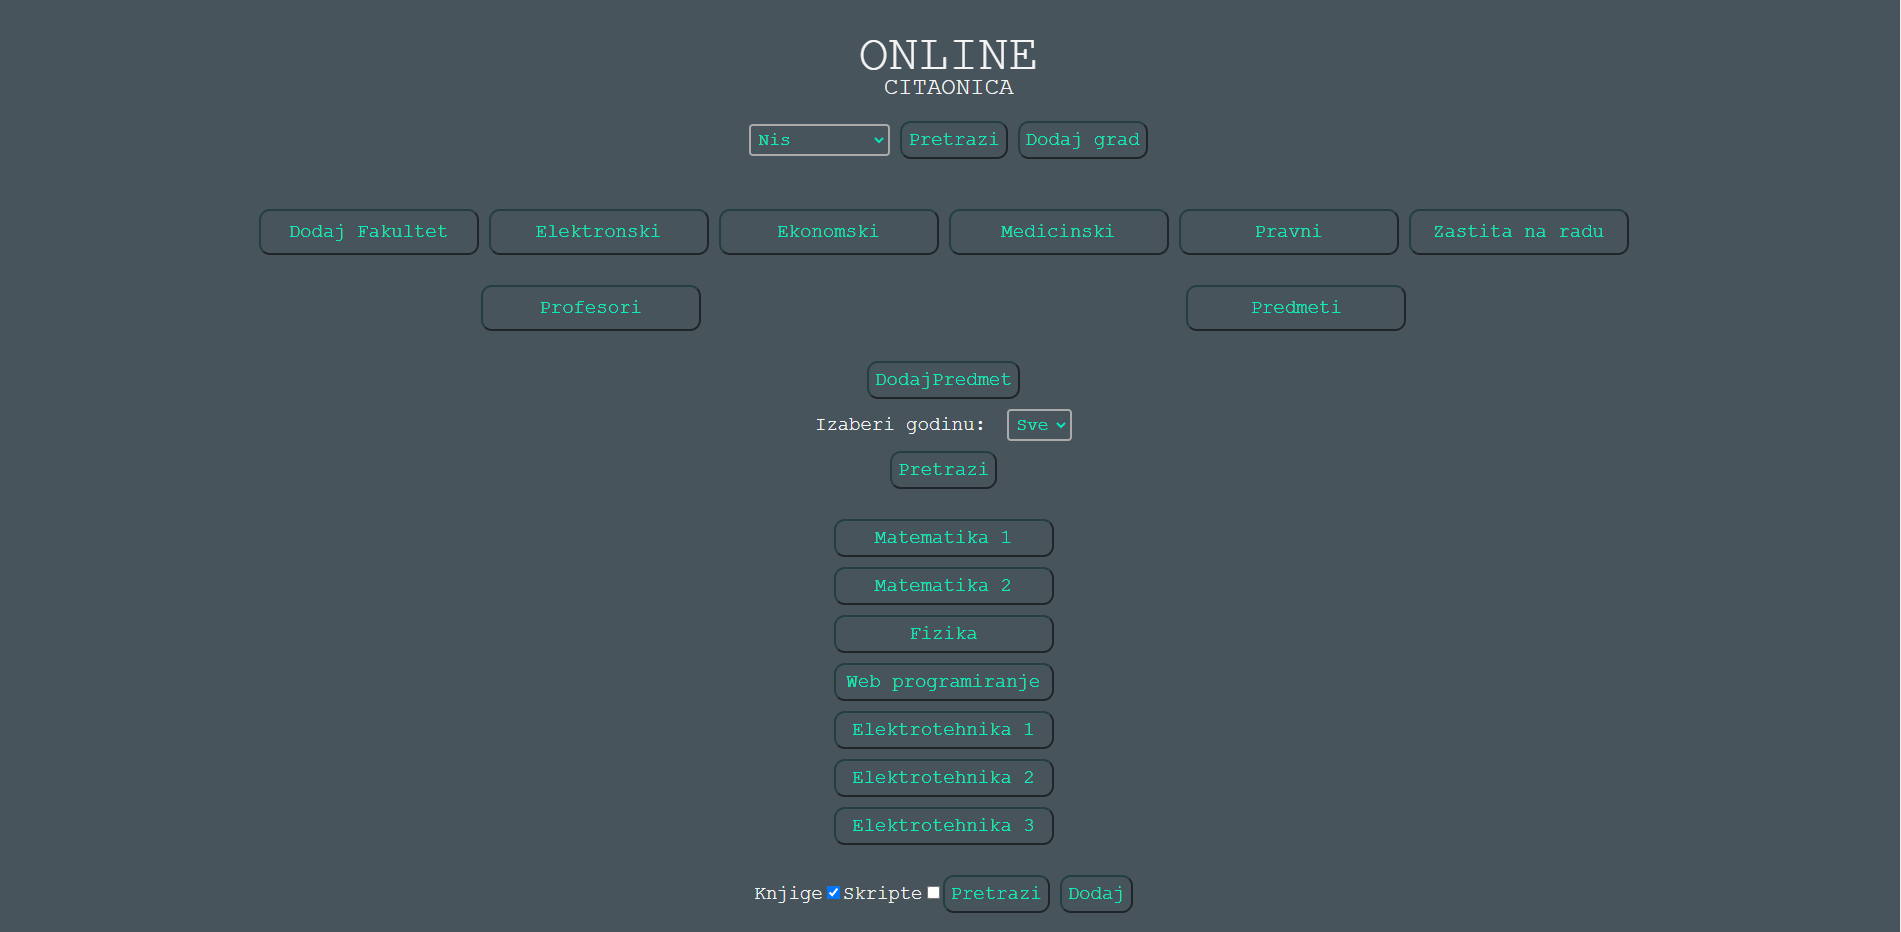 ONLINE
CITAONICA
Nis Pretrazi Dodaj grad
Dodaj Fakultet Elektronski Ekonomski Medicinski Pravni Zastita na radu
Profesori Predmeti
DodajPredmet
Izaberi godinu: Sve
Pretrazi
Matematika 1
Matematika 2
Fizika
Web programiranje
Elektrotehnika 1
Elektrotehnika 2
Elektrotehnika 3
Knjige Skripte Pretrazi Dodaj